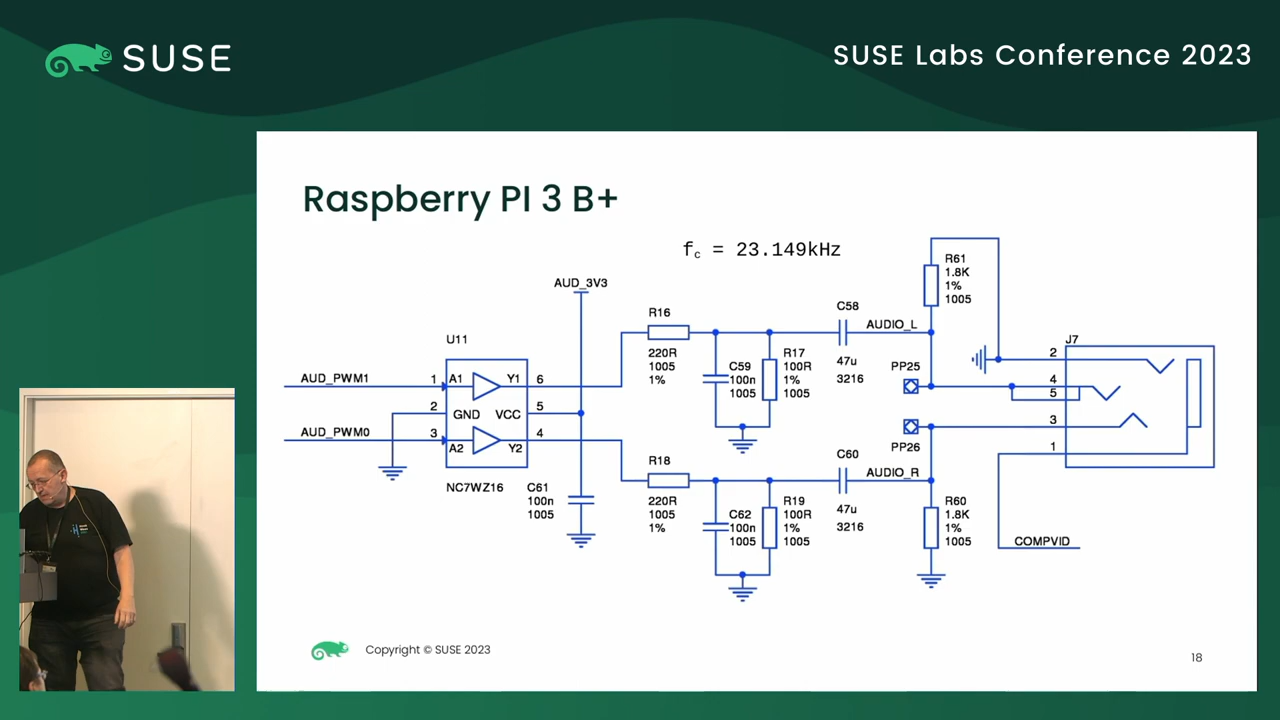 SUSE
SUSE Labs Conference 2023
Raspberry PI 3 B+
fc = 23.149kHz
AUD_3V3
R61
1.8K
1%
1005
R16
220R
1005
1%
C58
47u
3216
AUDIO_L
U11
J7
AUD_PWM1
1
A1
Y1
6
2
GND
VCC
5
AUD_PWM0
3
A2
Y2
4
NC7WZ16
C59
100n
1005
R17
100R
1%
1005
PP25
PP26
2
4
5
3
1
C61
100n
1005
R18
220R
1005
1%
C60
47u
3216
AUDIO_R
C62
100n
1005
R19
100R
1%
1005
R60
1.8K
1%
1005
COMPVID
Copyright © SUSE 2023
18